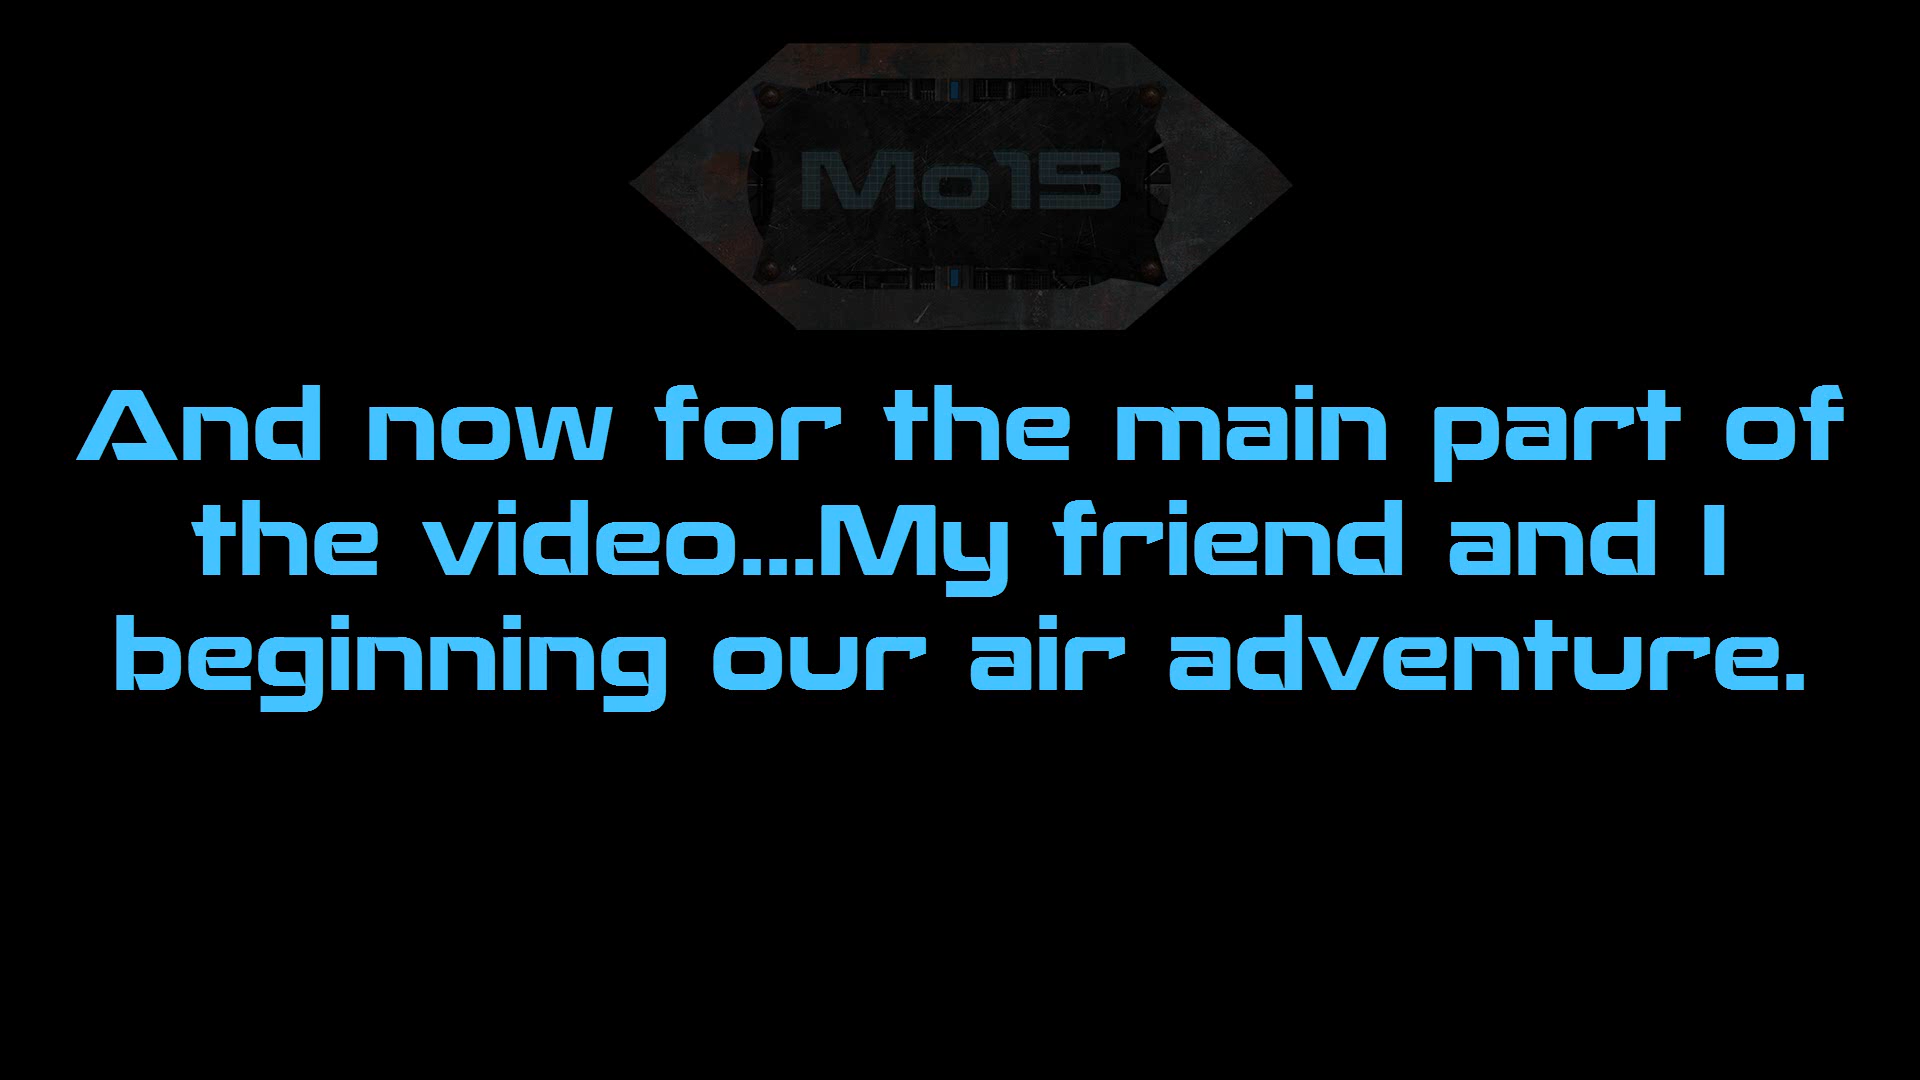 Mo15
And now for the main part of
the video...My friend and I
beginning our air adventure.